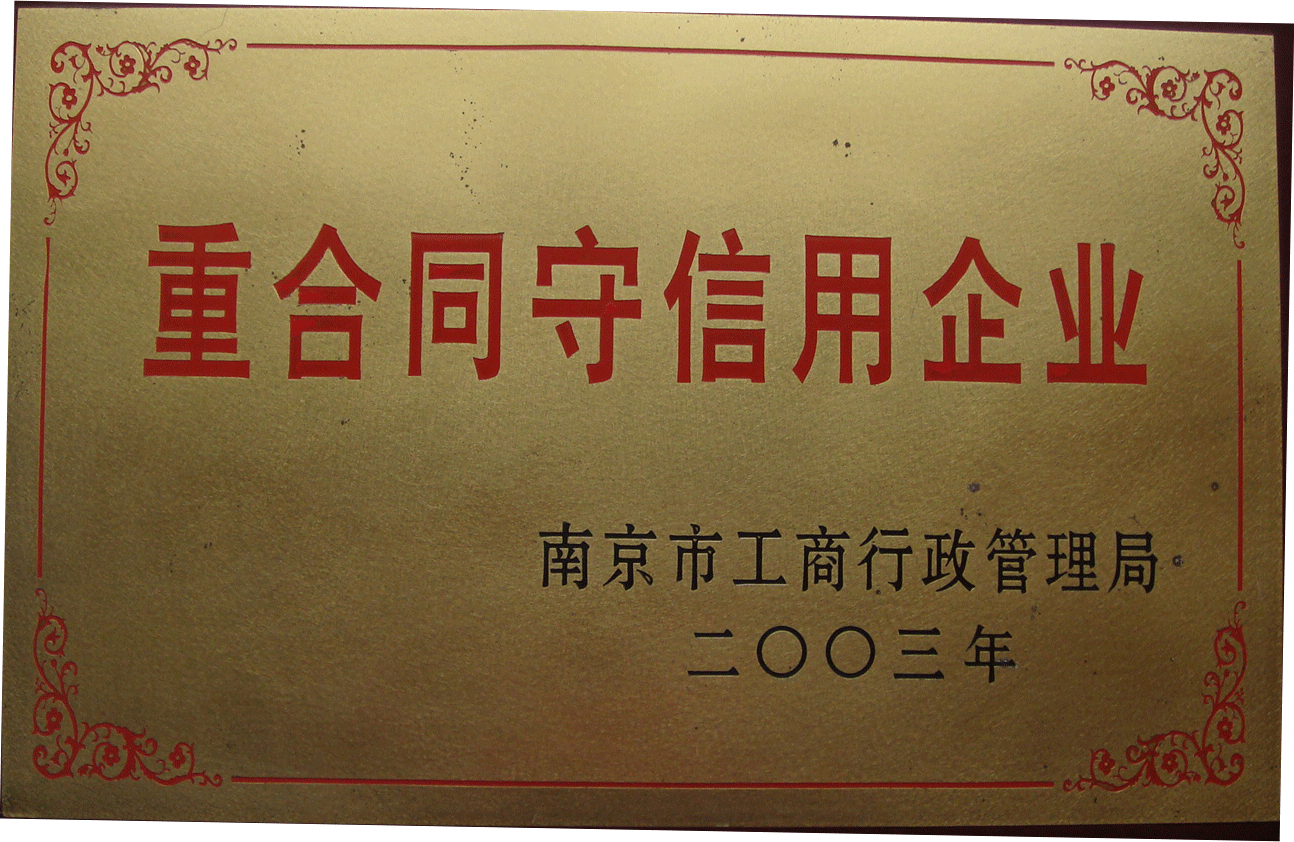 重合同守信用企业
南京市工商行政管理局
二〇〇三年